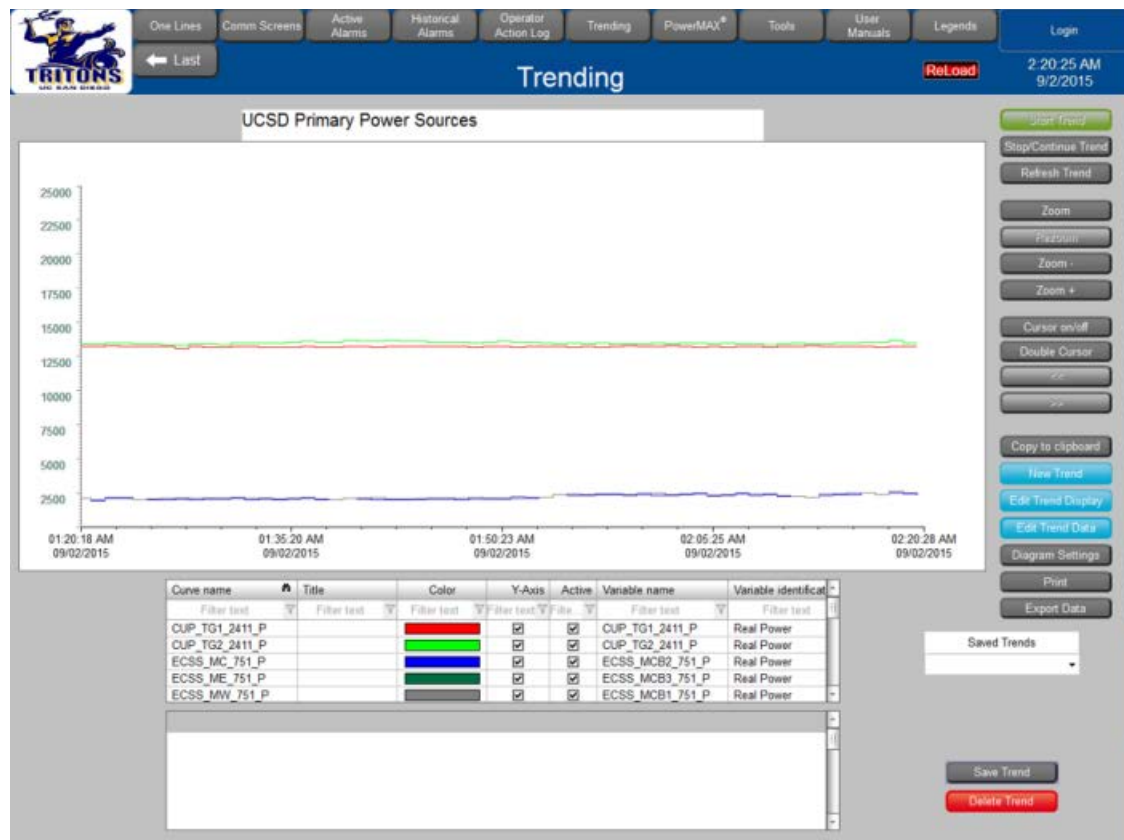 One Lines
Comm Screens
Active
Alarms
Historical
Alarms
Operator
Action Log
Trending
PowerMAX®
Tools
User
Manuals
Legends
Login
TRITONS
UC SAN DIEGO
Last
Trending
ReLoad
2:20:25 AM
9/2/2015
UCSD Primary Power Sources
Start Trend
Stop/Continue Trend
Refresh Trend
Zoom
Rezoom
Zoom -
Zoom +
Cursor on/off
Double Cursor
<<
>>
Copy to clipboard
New Trend
Edit Trend Display
Edit Trend Data
Diagram Settings
Print
Export Data
25000
22500
20000
17500
15000
12500
10000
7500
5000
2500
01:20:18 AM 01:35:20 AM 01:50:23 AM 02:05:25 AM 02:20:28 AM
09/02/2015 09/02/2015 09/02/2015 09/02/2015 09/02/2015
Curve name Title Color Y-Axis Active Variable name Variable identificat
Filter text Filter text Filter text Filter text Filte Filter text Filter text
CUP_TG1_2411_P CUP_TG1_2411_P Real Power
CUP_TG2_2411_P CUP_TG2_2411_P Real Power
ECSS_MC_751_P ECSS_MCB2_751_P Real Power
ECSS_ME_751_P ECSS_MCB3_751_P Real Power
ECSS_MW_751_P ECSS_MCB1_751_P Real Power
Saved Trends
Save Trend
Delete Trend